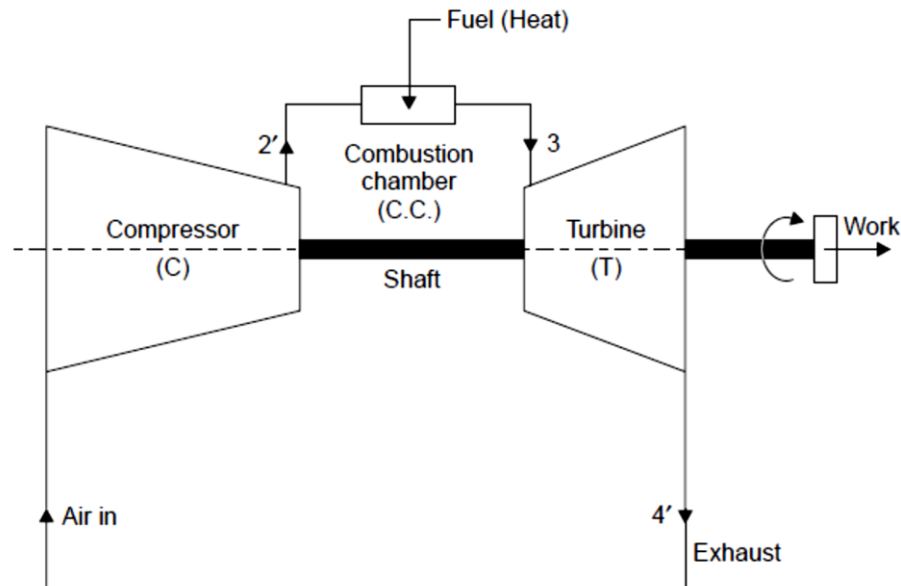 Fuel (Heat)
2′
3
Combustion
chamber
(C.C.)
Compressor
(C)
Turbine
(T)
Work
Shaft
Air in
4′
Exhaust